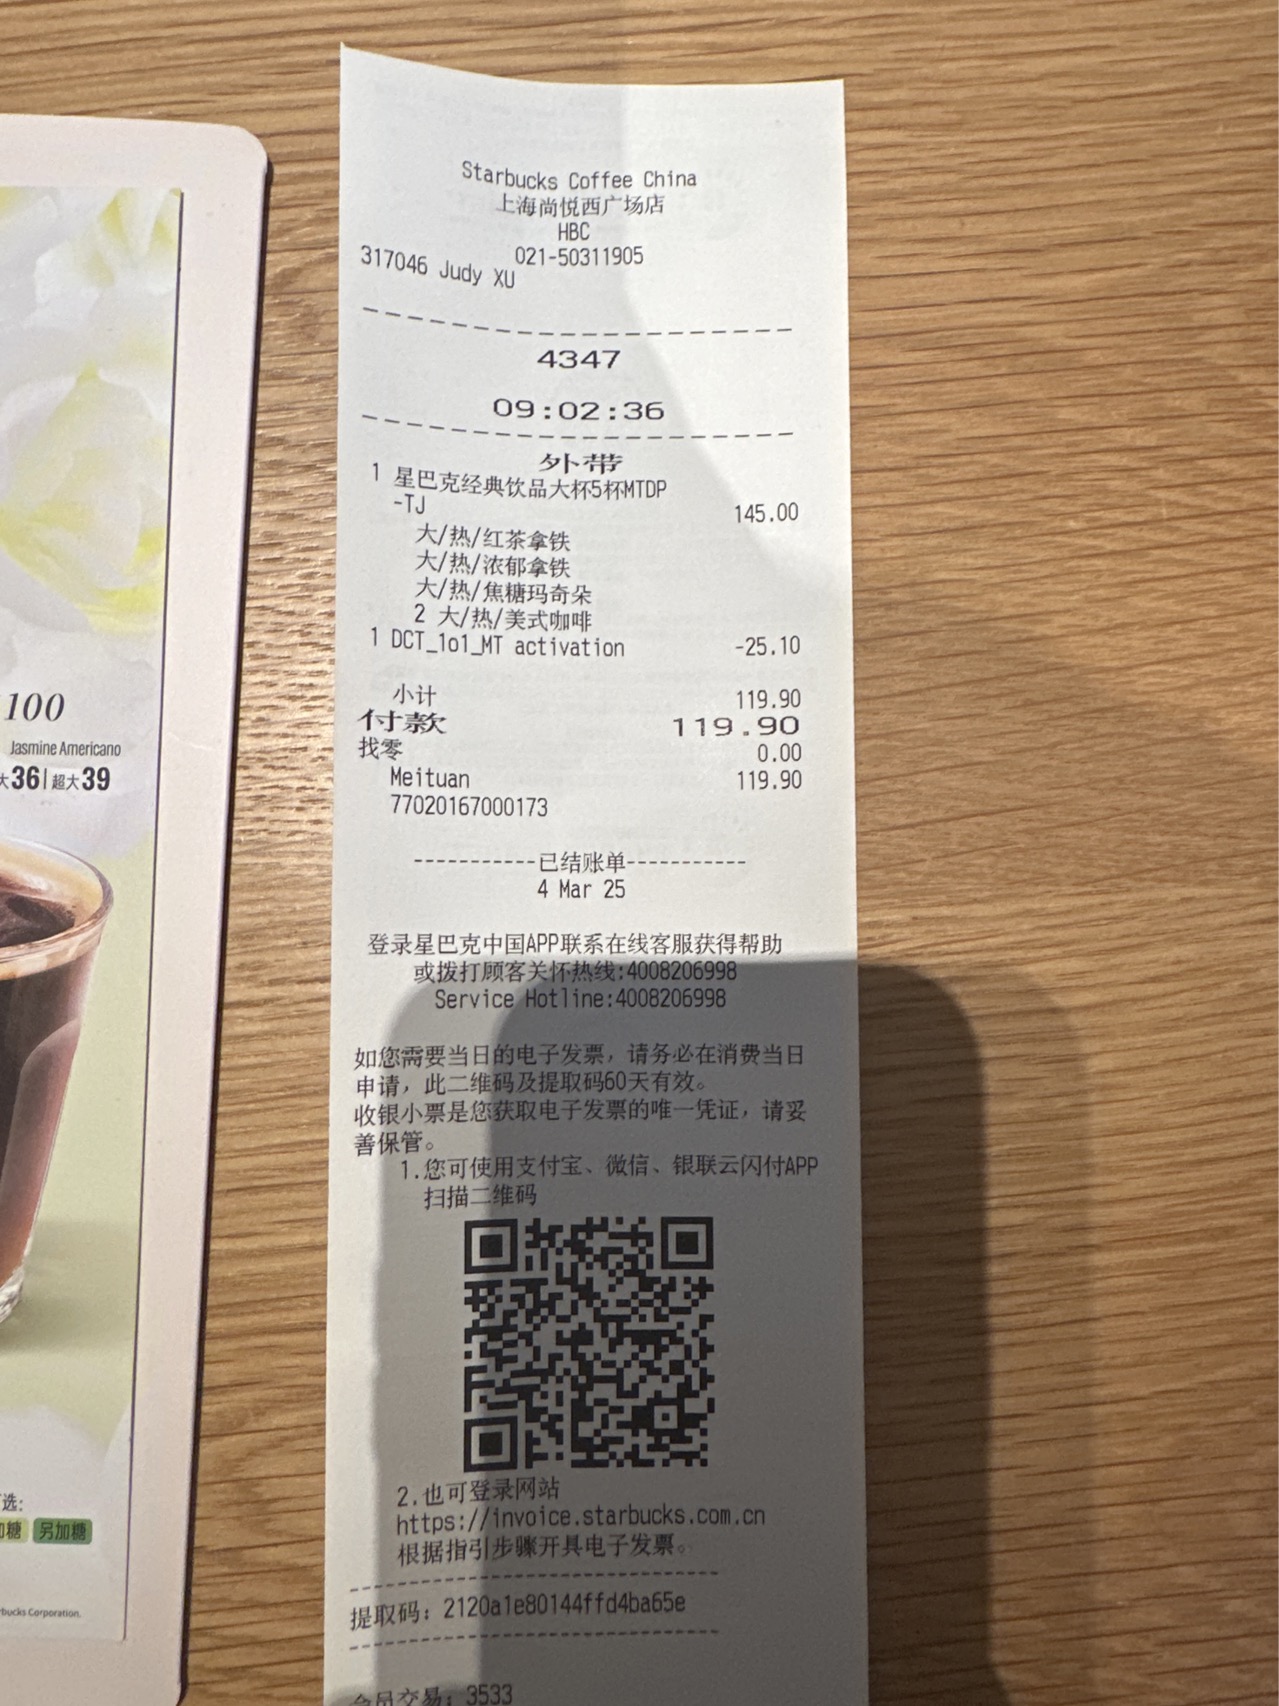 Starbucks Coffee China
上海尚悦西广场店
HBC
021-50311905
317046 Judy XU
4347
09:02:36
外带
1 星巴克经典饮品大杯5杯MTDP
-TJ 145.00
大/热/红茶拿铁
大/热/浓郁拿铁
大/热/焦糖玛奇朵
2 大/热/美式咖啡
1 DCT_1o1_MT activation -25.10
小计 119.90
付款 119.90
找零 0.00
Meituan 119.90
77020167000173
-----------已结账单-----------
4 Mar 25
登录星巴克中国APP联系在线客服获得帮助
或拨打顾客关怀热线:4008206998
Service Hotline:4008206998
如您需要当日的电子发票，请务必在消费当日
申请，此二维码及提取码60天有效。
收银小票是您获取电子发票的唯一凭证，请妥
善保管。
1.您可使用支付宝、微信、银联云闪付APP
扫描二维码
2.也可登录网站
https://invoice.starbucks.com.cn
根据指引步骤开具电子发票。
提取码：2120a1e80144ffd4ba65e
会员交易：3533
100
Jasmine Americano
大36|超大39
选:
加糖 另加糖
bucks Corporation.